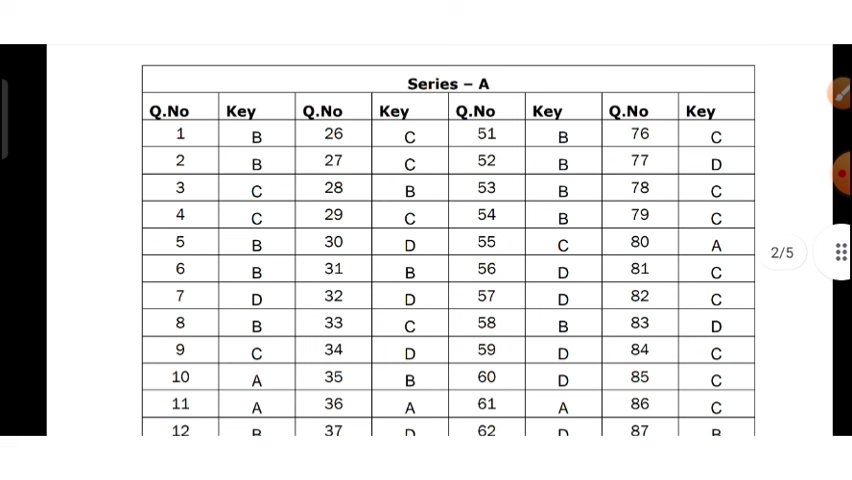 Series – A
Q.No Key Q.No Key Q.No Key Q.No Key
1 B 26 C 51 B 76 C
2 B 27 C 52 B 77 D
3 C 28 B 53 B 78 C
4 C 29 C 54 B 79 C
5 B 30 D 55 C 80 A
6 B 31 B 56 D 81 C
7 D 32 D 57 D 82 C
8 B 33 C 58 B 83 D
9 C 34 D 59 D 84 C
10 A 35 B 60 D 85 C
11 A 36 A 61 A 86 C
12 B 37 D 62 D 87 B
2/5